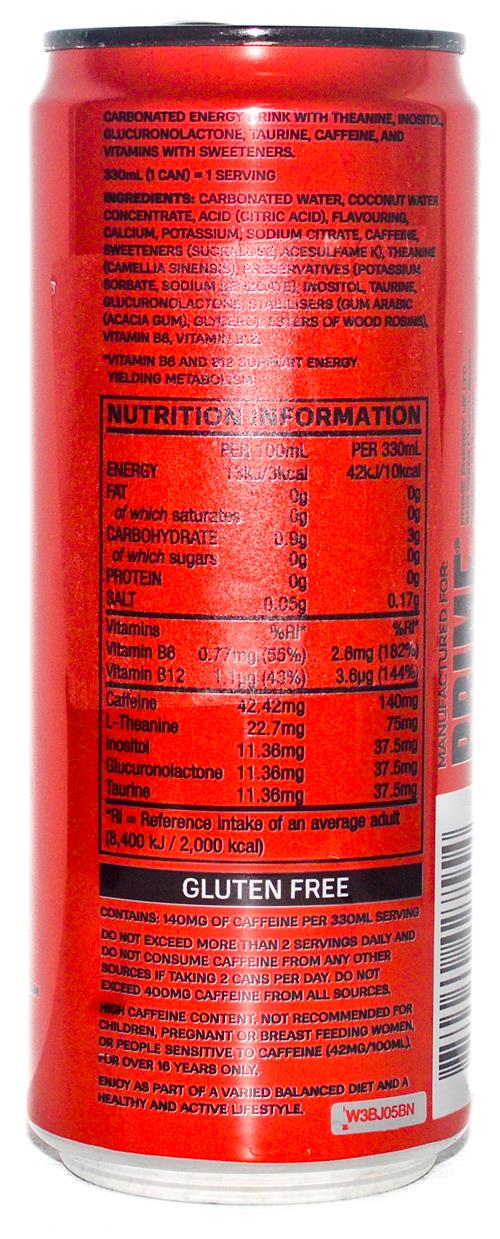 CARBONATED ENERGY DRINK WITH THEANINE, INOSITOL,
GLUCURONOLACTONE, TAURINE, CAFFEINE, AND
VITAMINS WITH SWEETENERS.
330mL (1 CAN) = 1 SERVING
INGREDIENTS: CARBONATED WATER, COCONUT WATER
CONCENTRATE, ACID (CITRIC ACID), FLAVOURING,
CALCIUM, POTASSIUM, SODIUM CITRATE, CAFFEINE,
SWEETENERS (SUCRALOSE, ACESULFAME K), THEANINE
(CAMELLIA SINENSIS), PRESERVATIVES (POTASSIUM
SORBATE, SODIUM BENZOATE), INOSITOL, TAURINE,
GLUCURONOLACTONE, STABILISERS (GUM ARABIC
(ACACIA GUM), GLYCEROL ESTERS OF WOOD ROSINS),
VITAMIN B6, VITAMIN B12.
*VITAMIN B6 AND B12 SUPPORT ENERGY
YIELDING METABOLISM
NUTRITION INFORMATION
PER 100mL PER 330mL
ENERGY 13kJ/3kcal 42kJ/10kcal
FAT 0g 0g
of which saturates 0g 0g
CARBOHYDRATE 0.9g 3g
of which sugars 0g 0g
PROTEIN 0g 0g
SALT 0.05g 0.17g
Vitamins %RI* %RI*
Vitamin B6 0.77mg (55%) 2.6mg (182%)
Vitamin B12 1.1µg (43%) 3.6µg (144%)
Caffeine 42.42mg 140mg
L-Theanine 22.7mg 75mg
Inositol 11.36mg 37.5mg
Glucuronolactone 11.36mg 37.5mg
Taurine 11.36mg 37.5mg
*RI = Reference intake of an average adult
(8,400 kJ / 2,000 kcal)
GLUTEN FREE
CONTAINS: 140MG OF CAFFEINE PER 330ML SERVING
DO NOT EXCEED MORE THAN 2 SERVINGS DAILY AND
DO NOT CONSUME CAFFEINE FROM ANY OTHER
SOURCES IF TAKING 2 CANS PER DAY. DO NOT
EXCEED 400MG CAFFEINE FROM ALL SOURCES.
HIGH CAFFEINE CONTENT, NOT RECOMMENDED FOR
CHILDREN, PREGNANT OR BREAST FEEDING WOMEN,
OR PEOPLE SENSITIVE TO CAFFEINE (42MG/100ML).
FOR OVER 16 YEARS ONLY.
ENJOY AS PART OF A VARIED BALANCED DIET AND A
HEALTHY AND ACTIVE LIFESTYLE.
W3BJ05BN
MANUFACTURED FOR:
PRIME